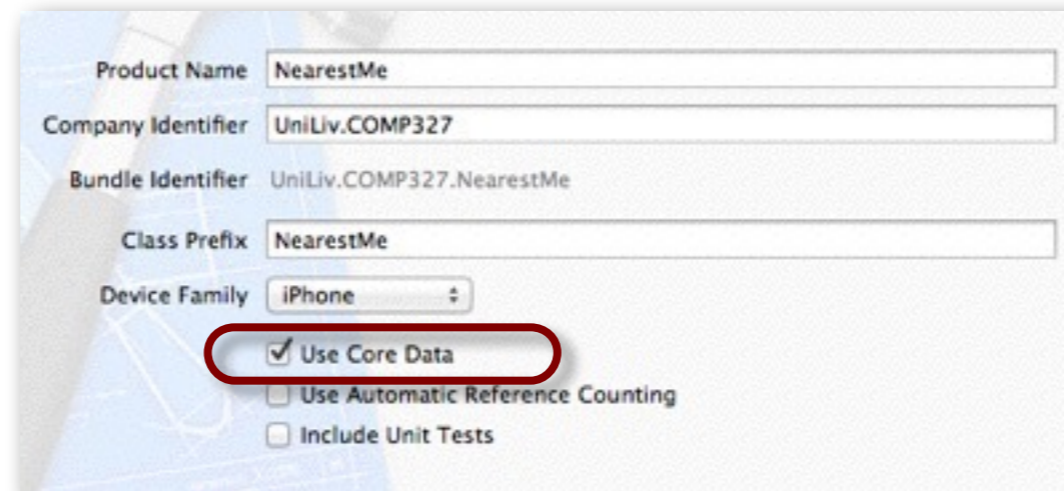 Product Name NearestMe
Company Identifier UniLiv.COMP327
Bundle Identifier UniLiv.COMP327.NearestMe
Class Prefix NearestMe
Device Family iPhone
Use Core Data
Use Automatic Reference Counting
Include Unit Tests